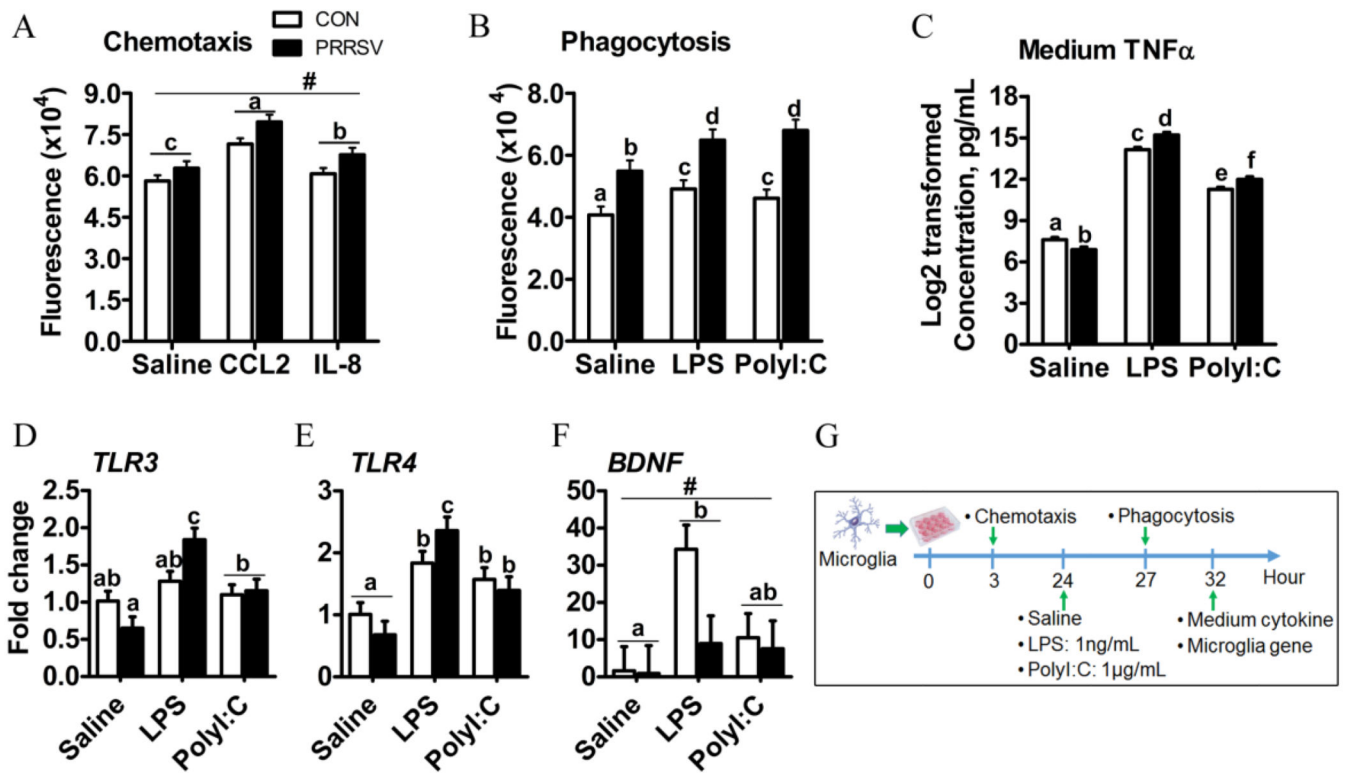 A
Chemotaxis
CON
PRRSV
Fluorescence (x10⁴)
9.0
7.5
6.0
4.5
3.0
1.5
0.0
#
c
a
b
Saline CCL2 IL-8
B
Phagocytosis
Fluorescence (x10 ⁴)
8.0
6.0
4.0
2.0
0.0
a
b
c
d
c
d
Saline LPS PolyI:C
C
Medium TNFα
Log2 transformed
Concentration, pg/mL
18
15
12
9
6
3
0
a
b
c
d
e
f
Saline LPS PolyI:C
D
TLR3
Fold change
2.5
2.0
1.5
1.0
0.5
0.0
ab
a
ab
c
b
Saline
LPS
PolyI:C
E
TLR4
3
2
1
0
a
b
c
b
b
Saline
LPS
PolyI:C
F
BDNF
50
40
30
20
10
0
#
a
b
ab
Saline
LPS
PolyI:C
G
Microglia
• Chemotaxis
• Phagocytosis
0 3 24 27 32 Hour
• Saline
• LPS: 1ng/mL
• PolyI:C: 1µg/mL
• Medium cytokine
• Microglia gene